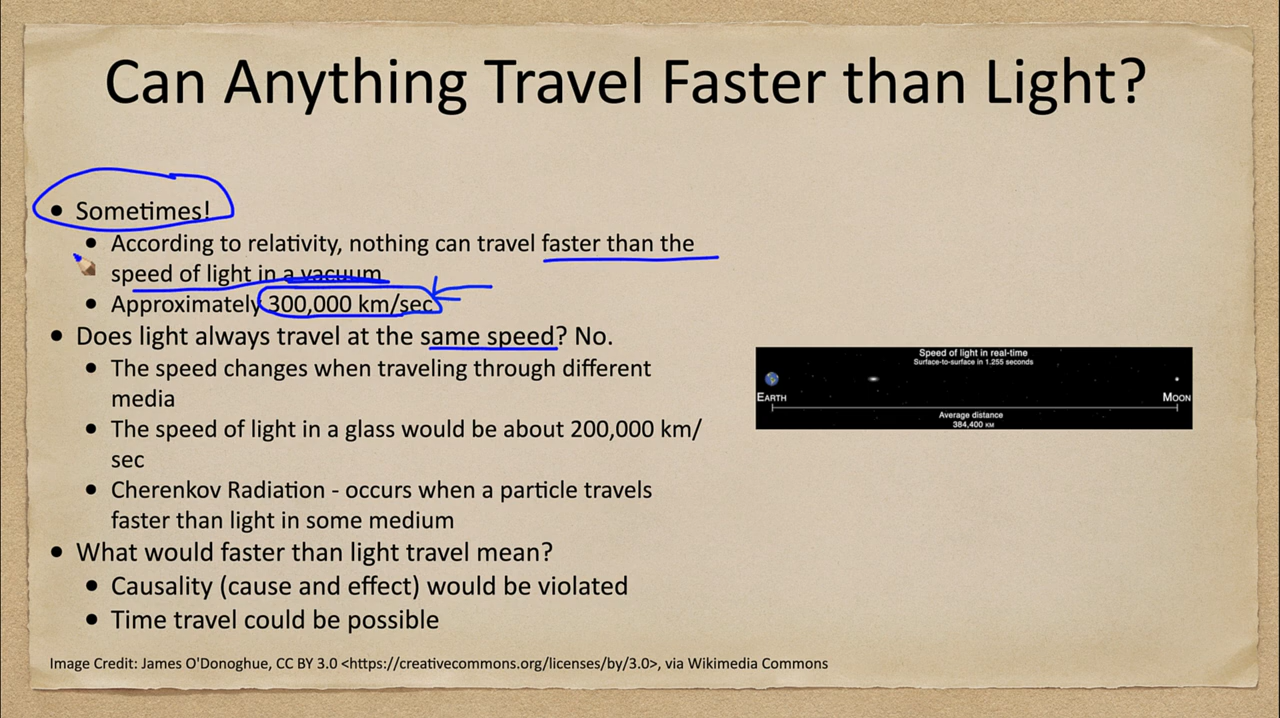 Can Anything Travel Faster than Light?
• Sometimes!
• According to relativity, nothing can travel faster than the
speed of light in a vacuum
• Approximately 300,000 km/sec
• Does light always travel at the same speed? No.
• The speed changes when traveling through different
media
• The speed of light in a glass would be about 200,000 km/
sec
• Cherenkov Radiation - occurs when a particle travels
faster than light in some medium
• What would faster than light travel mean?
• Causality (cause and effect) would be violated
• Time travel could be possible
Speed of light in real-time
Surface-to-surface in 1.255 seconds
EARTH
MOON
Average distance
384,400 KM
Image Credit: James O'Donoghue, CC BY 3.0 <https://creativecommons.org/licenses/by/3.0>, via Wikimedia Commons